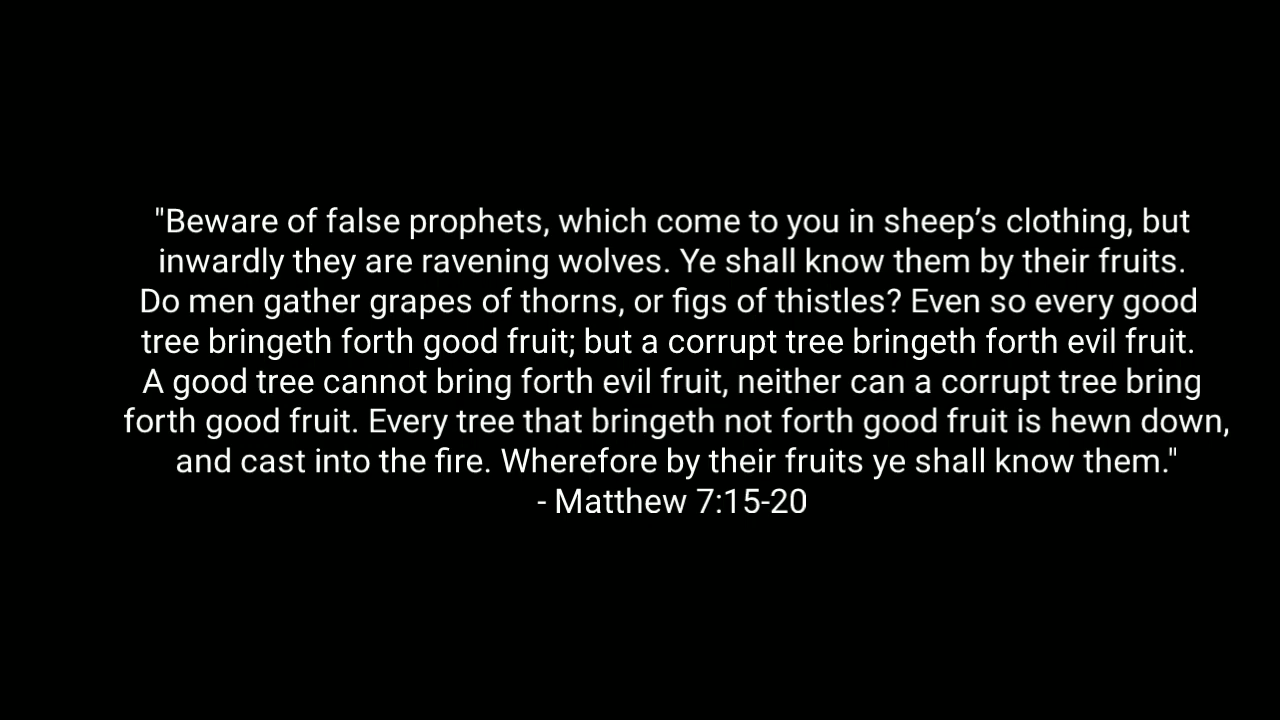 "Beware of false prophets, which come to you in sheep’s clothing, but
inwardly they are ravening wolves. Ye shall know them by their fruits.
Do men gather grapes of thorns, or figs of thistles? Even so every good
tree bringeth forth good fruit; but a corrupt tree bringeth forth evil fruit.
A good tree cannot bring forth evil fruit, neither can a corrupt tree bring
forth good fruit. Every tree that bringeth not forth good fruit is hewn down,
and cast into the fire. Wherefore by their fruits ye shall know them."
- Matthew 7:15-20